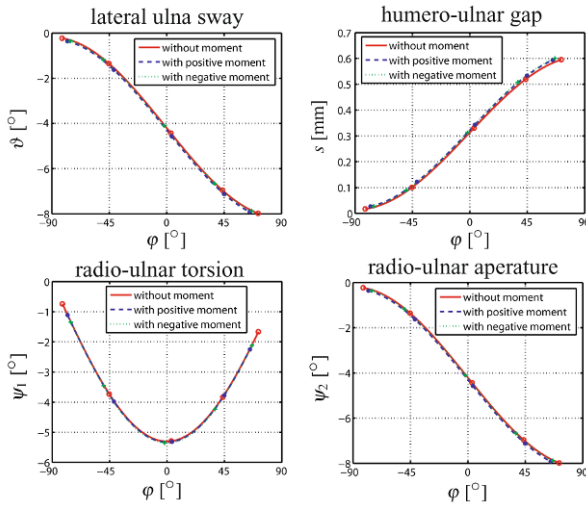 lateral ulna sway
humero-ulnar gap
0
−2
−4
−6
−8
ϑ [°]
without moment
with positive moment
with negative moment
−90
−45
0
45
90
φ [°]
0.7
0.6
0.5
0.4
0.3
0.2
0.1
0
s [mm]
without moment
with positive moment
with negative moment
−90
−45
0
45
90
φ [°]
radio-ulnar torsion
radio-ulnar aperature
0
−1
−2
−3
−4
−5
−6
ψ1 [°]
without moment
with positive moment
with negative moment
−90
−45
0
45
90
φ [°]
0
−2
−4
−6
−8
ψ2 [°]
without moment
with positive moment
with negative moment
−90
−45
0
45
90
φ [°]